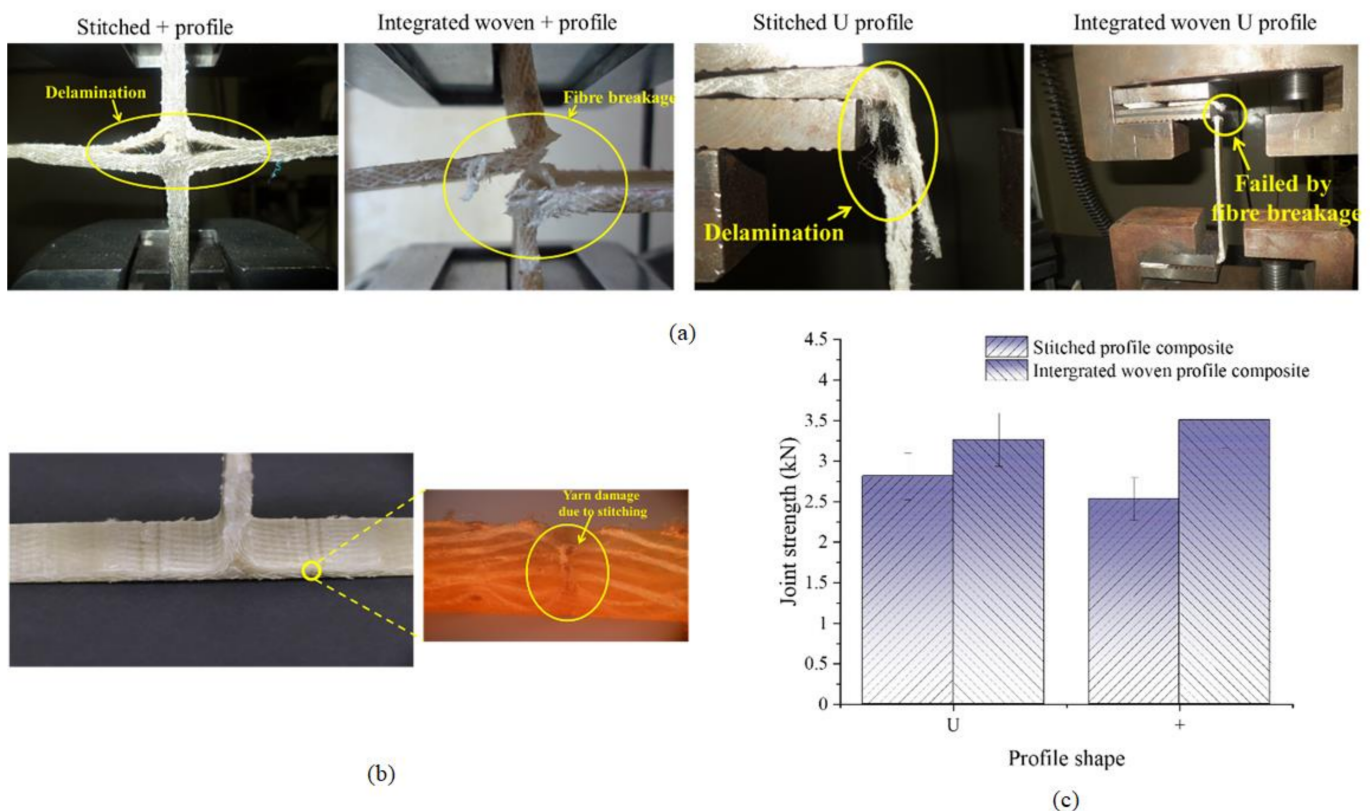 Stitched + profile
Integrated woven + profile
Stitched U profile
Integrated woven U profile
Delamination
Fibre breakage
Delamination
Failed by
fibre breakage
(a)
Yarn damage
due to stitching
(b)
4.5
4
3.5
3
2.5
2
1.5
1
0.5
0
Joint strength (kN)
Stitched profile composite
Intergrated woven profile composite
U
+
Profile shape
(c)